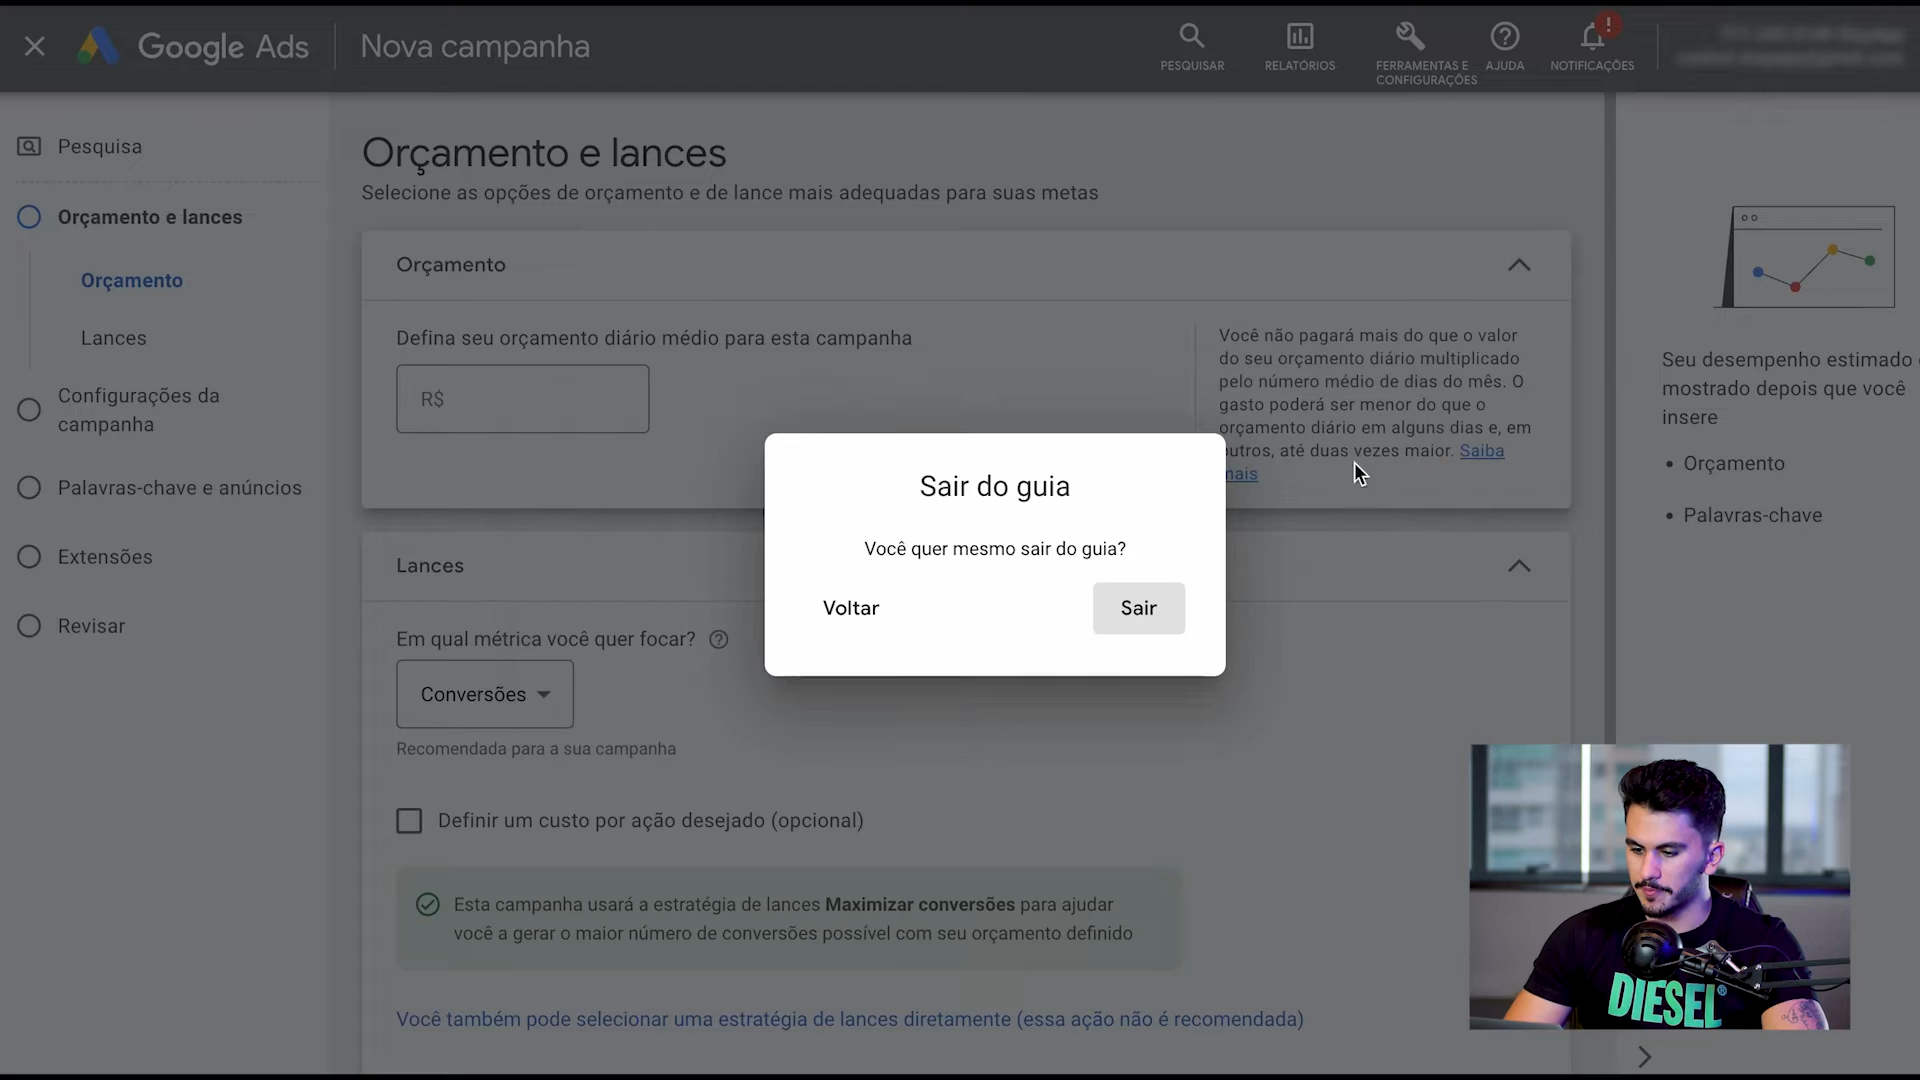 Google Ads
Nova campanha
PESQUISAR
RELATÓRIOS
FERRAMENTAS E
CONFIGURAÇÕES
AJUDA
NOTIFICAÇÕES
Pesquisa
Orçamento e lances
Orçamento
Lances
Configurações da
campanha
Palavras-chave e anúncios
Extensões
Revisar
Orçamento e lances
Selecione as opções de orçamento e de lance mais adequadas para suas metas
Orçamento
Defina seu orçamento diário médio para esta campanha
R$
Você não pagará mais do que o valor
do seu orçamento diário multiplicado
pelo número médio de dias do mês. O
gasto poderá ser menor do que o
orçamento diário em alguns dias e, em
utros, até duas vezes maior. Saiba
mais
Sair do guia
Você quer mesmo sair do guia?
Voltar
Sair
Lances
Em qual métrica você quer focar?
Conversões
Recomendada para a sua campanha
Definir um custo por ação desejado (opcional)
Esta campanha usará a estratégia de lances Maximizar conversões para ajudar
você a gerar o maior número de conversões possível com seu orçamento definido
Você também pode selecionar uma estratégia de lances diretamente (essa ação não é recomendada)
Seu desempenho estimado
mostrado depois que você
insere
• Orçamento
• Palavras-chave
DIESEL®